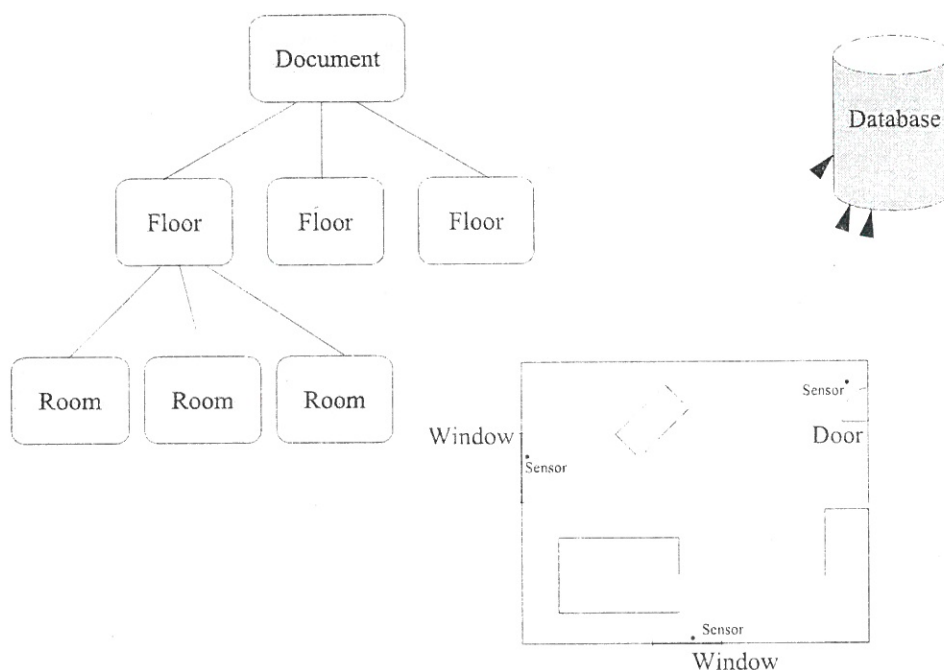 Document
Database
Floor
Floor
Floor
Room
Room
Room
Sensor
Window
Door
Sensor
Sensor
Window